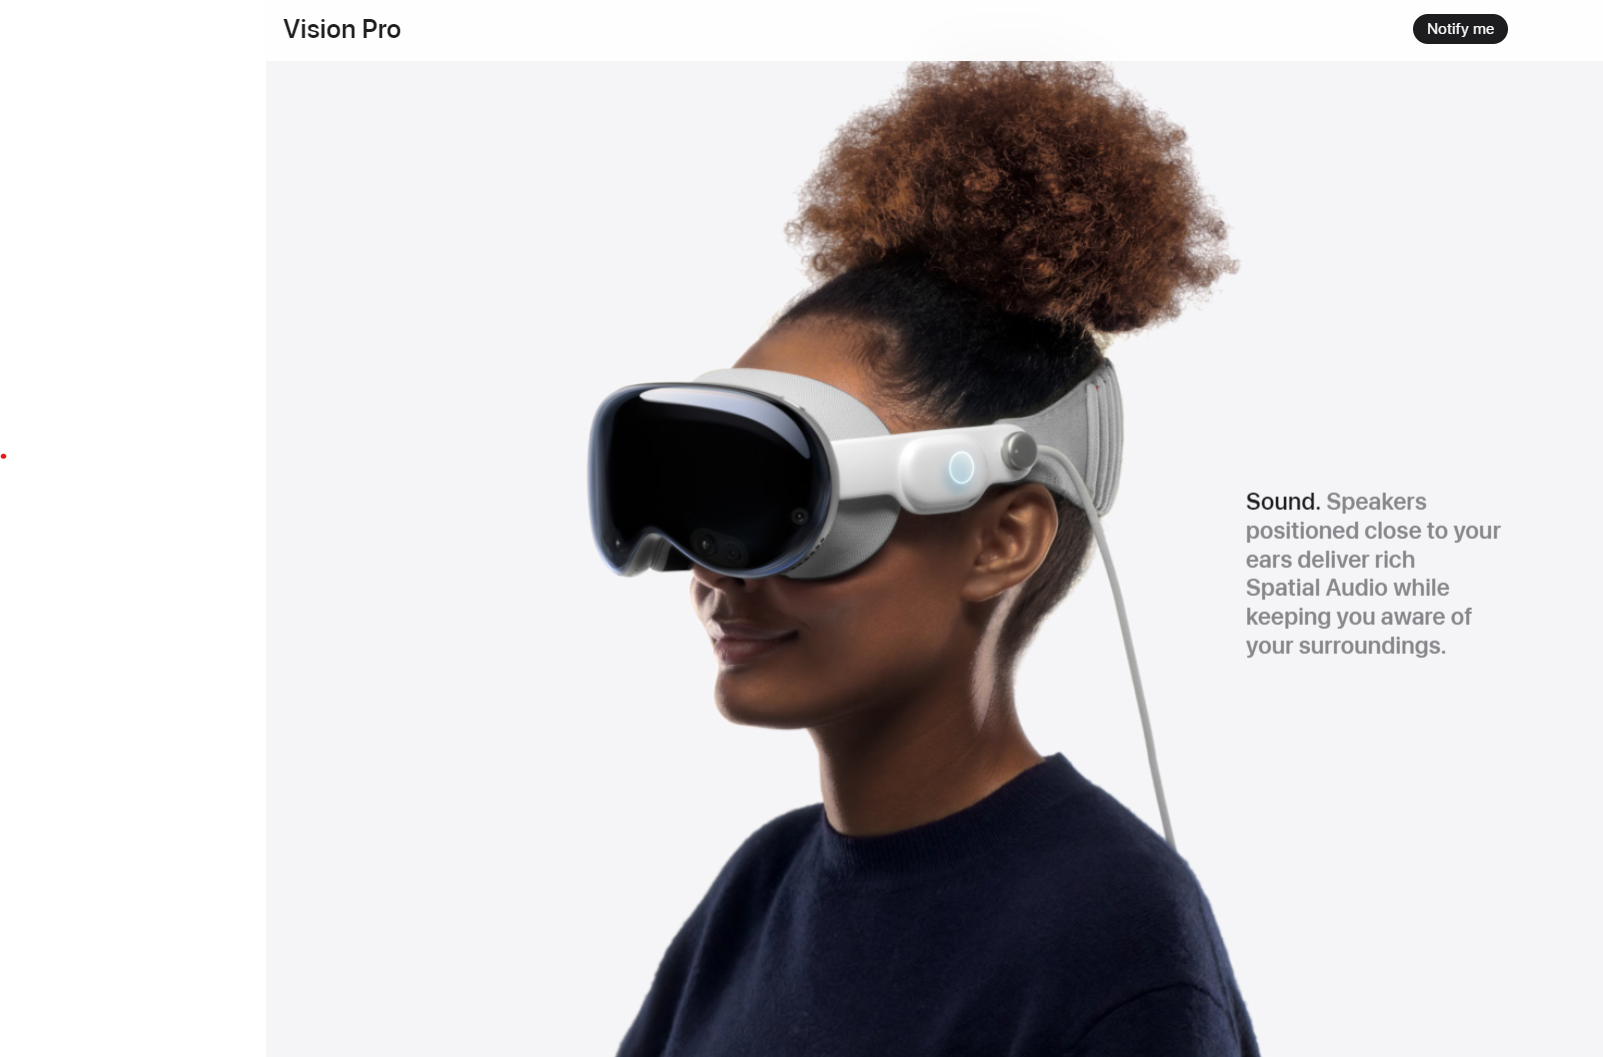 Vision Pro
Notify me
Sound. Speakers
positioned close to your
ears deliver rich
Spatial Audio while
keeping you aware of
your surroundings.